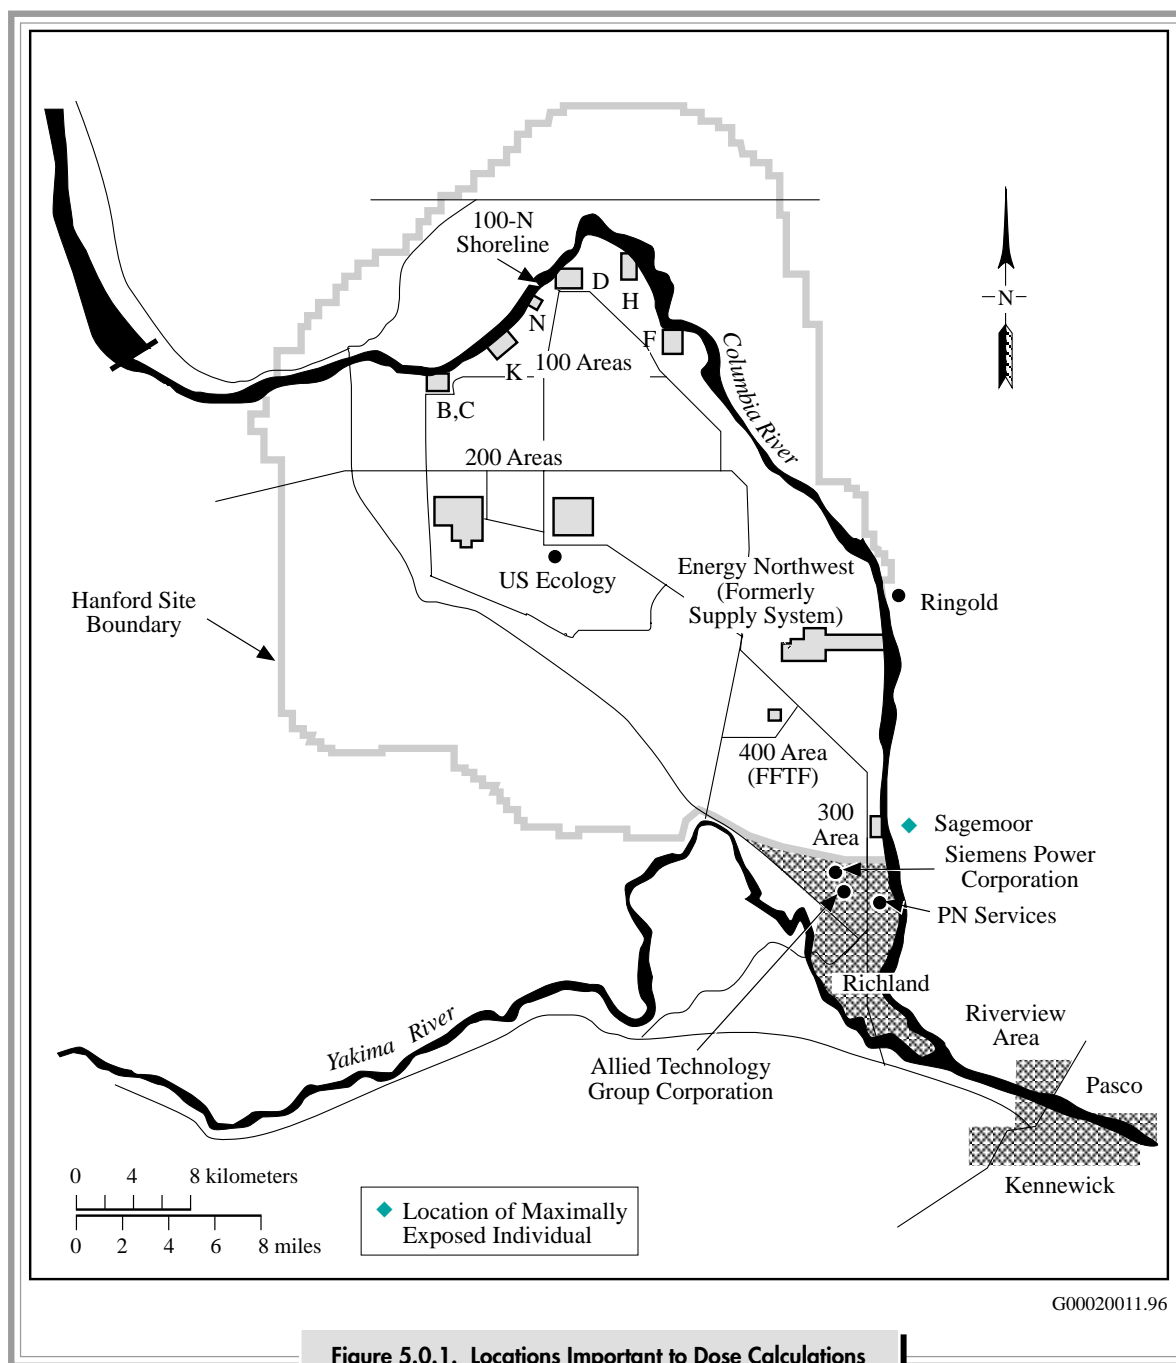 100-N
Shoreline
D
H
N
F
K
100 Areas
B,C
Columbia River
N
200 Areas
US Ecology
Energy Northwest
(Formerly
Supply System)
Ringold
Hanford Site
Boundary
400 Area
(FFTF)
300
Area
Sagemoor
Siemens Power
Corporation
PN Services
Richland
Riverview
Area
Yakima River
Allied Technology
Group Corporation
Pasco
Kennewick
0 4 8 kilometers
0 2 4 6 8 miles
Location of Maximally
Exposed Individual
G00020011.96
Figure 5.0.1. Locations Important to Dose Calculations